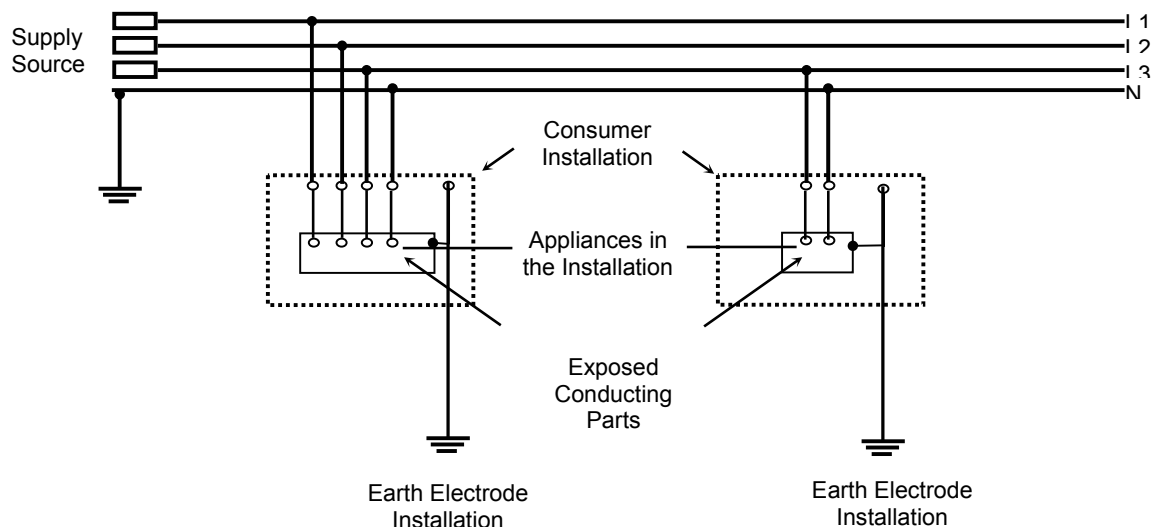 Supply
Source
L1
L2
L3
N
Consumer
Installation
Appliances in
the Installation
Exposed
Conducting
Parts
Earth Electrode
Installation
Earth Electrode
Installation